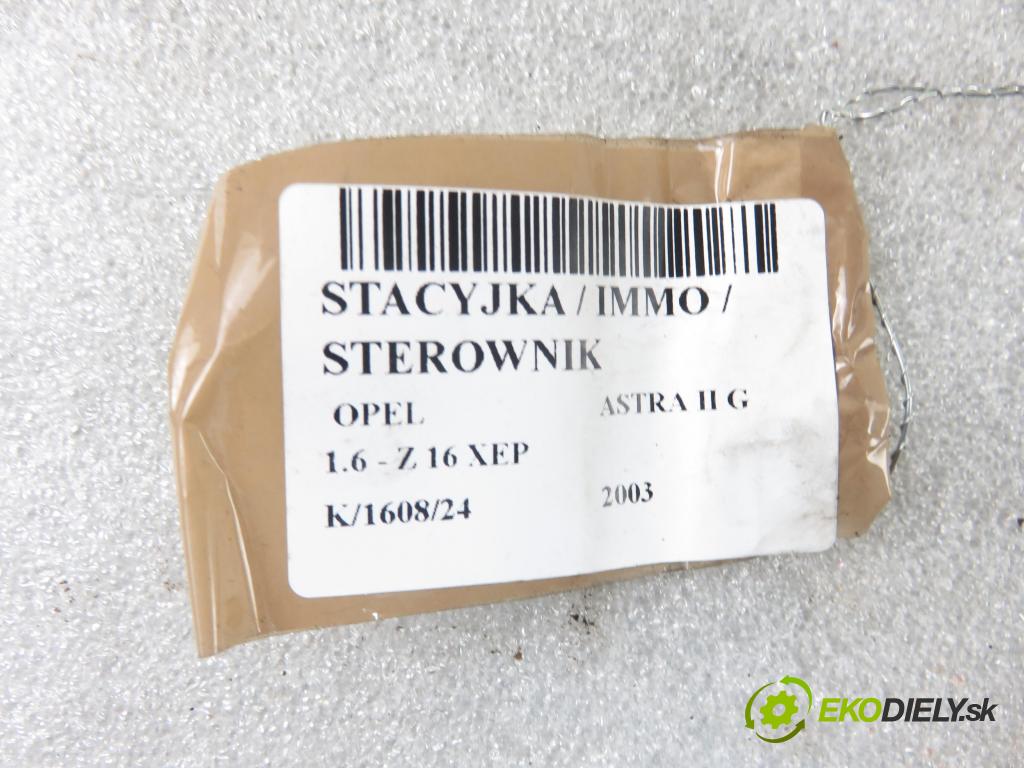 STACYJKA / IMMO /
STEROWNIK
OPEL ASTRA II G
1.6 - Z 16 XEP
K/1608/24 2003
EKODIELY.sk